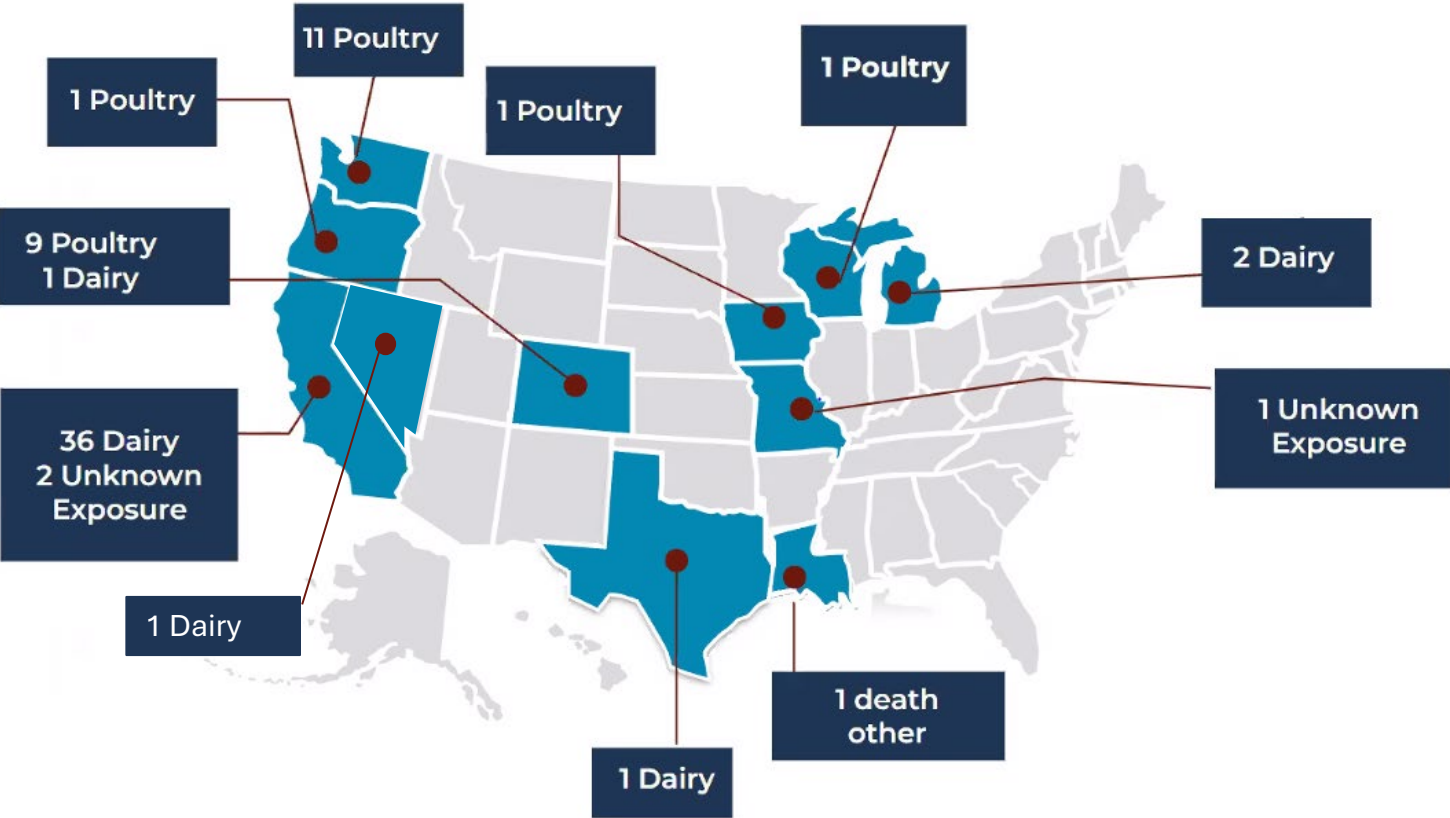 11 Poultry
1 Poultry
1 Poultry
1 Poultry
9 Poultry
1 Dairy
2 Dairy
36 Dairy
2 Unknown
Exposure
1 Unknown
Exposure
1 Dairy
1 death
other
1 Dairy